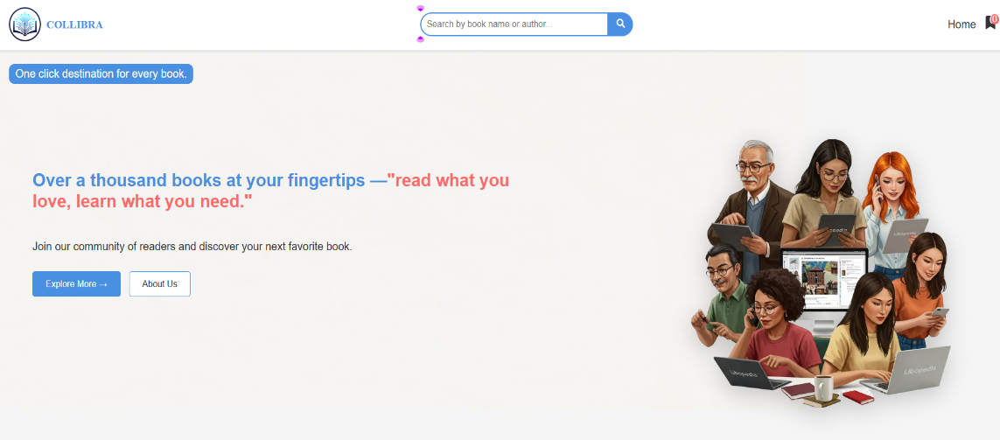 COLLIBRA
Search by book name or author...
Home
0
One click destination for every book.
Over a thousand books at your fingertips —"read what you
love, learn what you need."
Join our community of readers and discover your next favorite book.
Explore More →
About Us
Libopedia
Libopedia
Libopedia